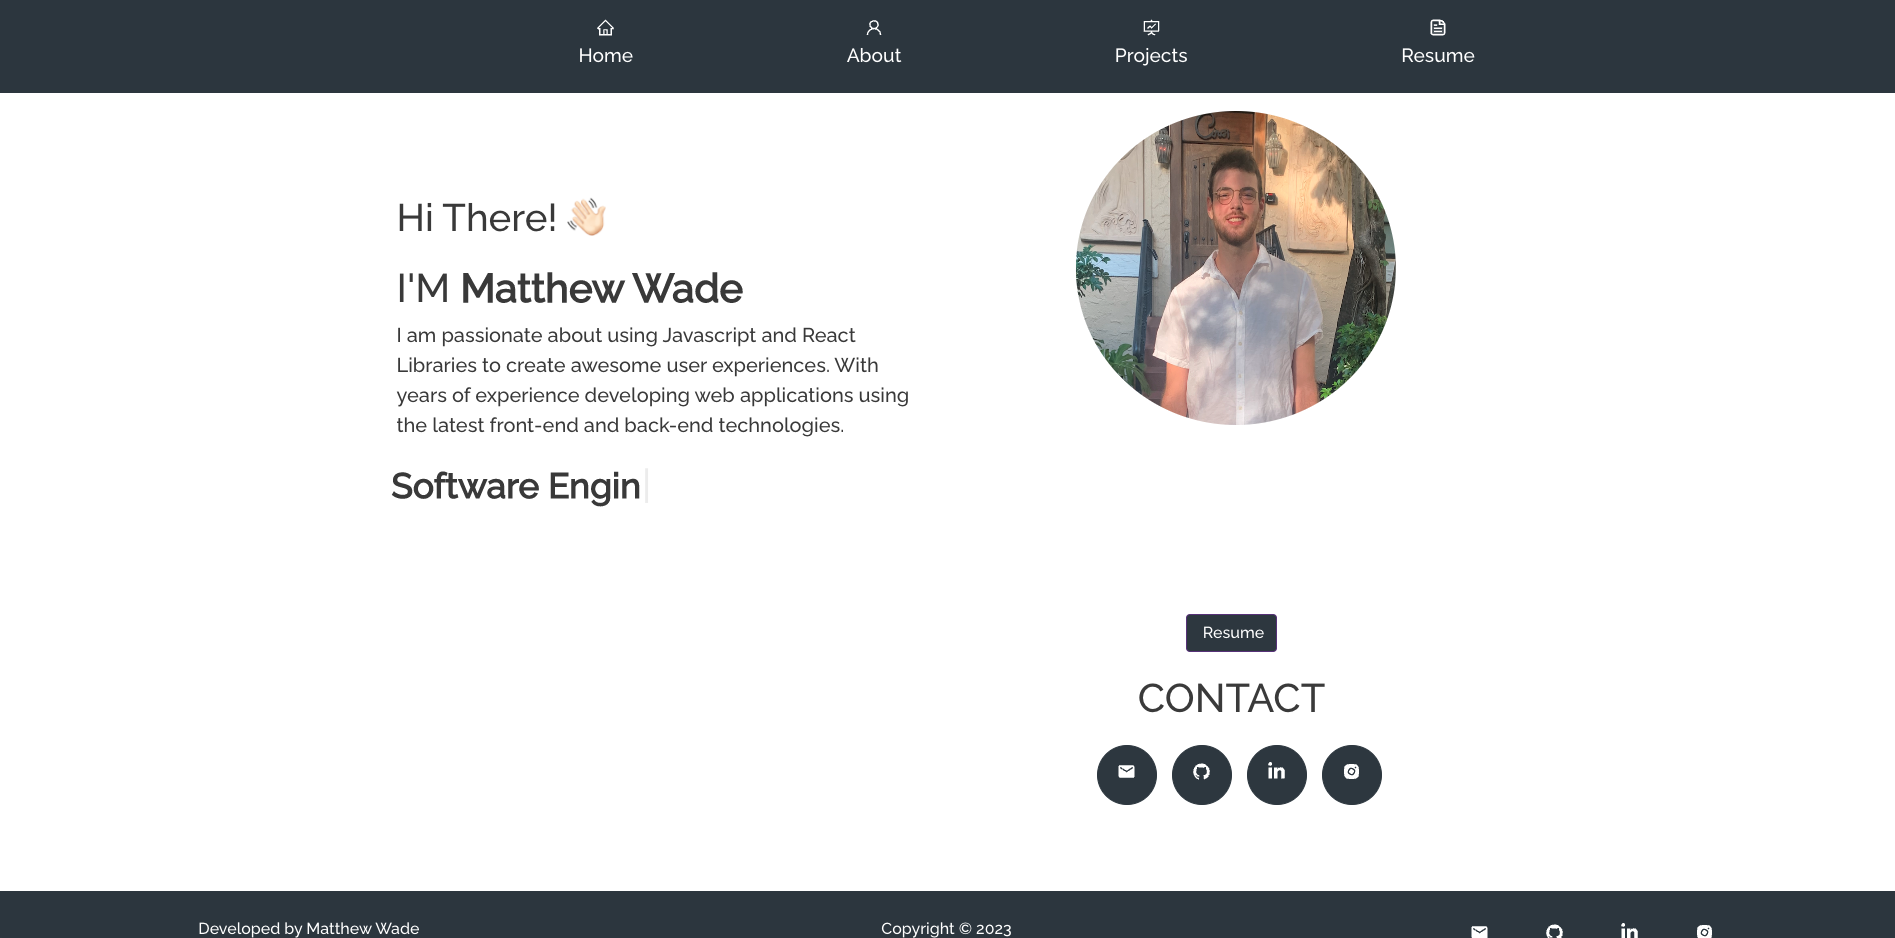 Home
About
Projects
Resume
Hi There! 👋🏻
I'M Matthew Wade
I am passionate about using Javascript and React
Libraries to create awesome user experiences. With
years of experience developing web applications using
the latest front-end and back-end technologies.
Software Engin
Resume
CONTACT
Developed by Matthew Wade
Copyright © 2023